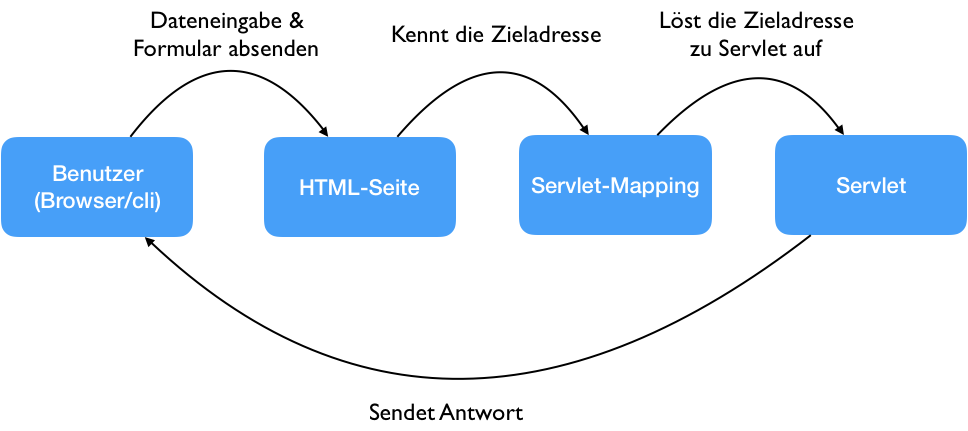 Dateneingabe &
Formular absenden
Kennt die Zieladresse
Löst die Zieladresse
zu Servlet auf
Benutzer
(Browser/cli)
HTML-Seite
Servlet-Mapping
Servlet
Sendet Antwort